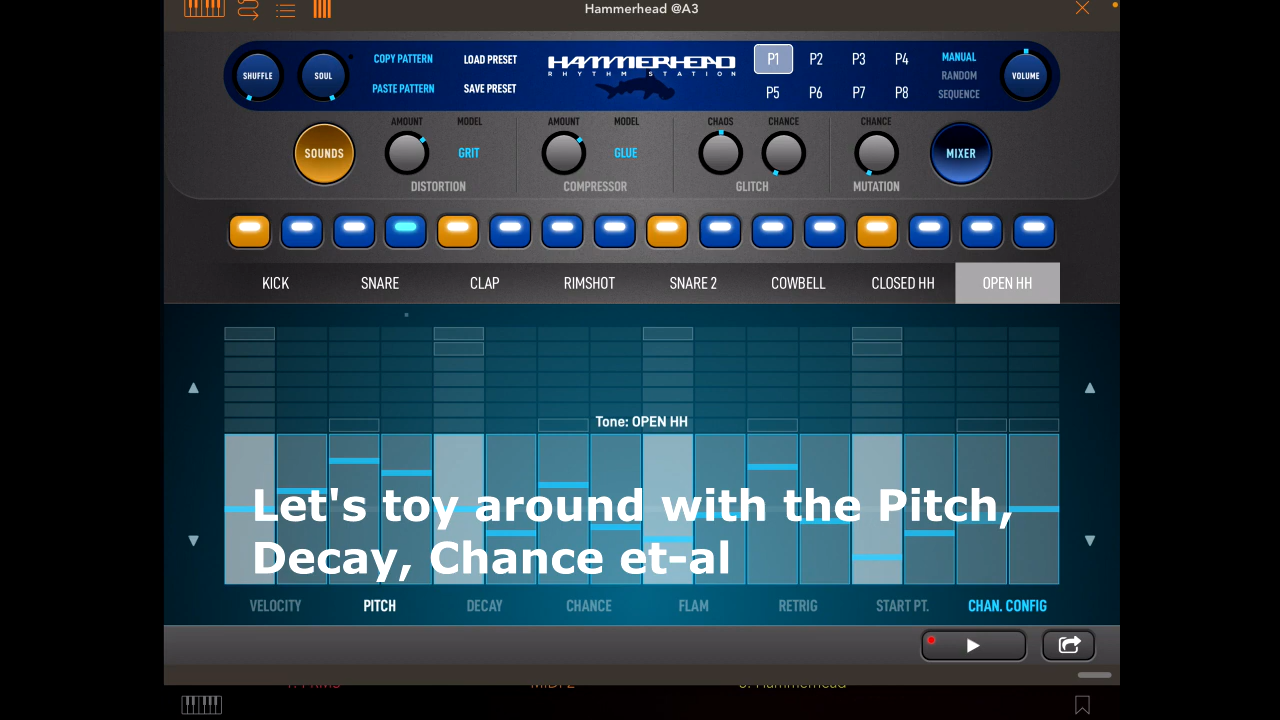 Hammerhead @A3
SHUFFLE
SOUL
COPY PATTERN
PASTE PATTERN
LOAD PRESET
SAVE PRESET
HAMMERHEAD
RHYTHM STATION
P1 P2 P3 P4
P5 P6 P7 P8
MANUAL
RANDOM
SEQUENCE
VOLUME
SOUNDS
AMOUNT MODEL
GRIT
DISTORTION
AMOUNT MODEL
GLUE
COMPRESSOR
CHAOS CHANCE
GLITCH
CHANCE
MUTATION
MIXER
KICK SNARE CLAP RIMSHOT SNARE 2 COWBELL CLOSED HH OPEN HH
Tone: OPEN HH
Let's toy around with the Pitch,
Decay, Chance et-al
VELOCITY PITCH DECAY CHANCE FLAM RETRIG START PT. CHAN. CONFIG
Hammerhead